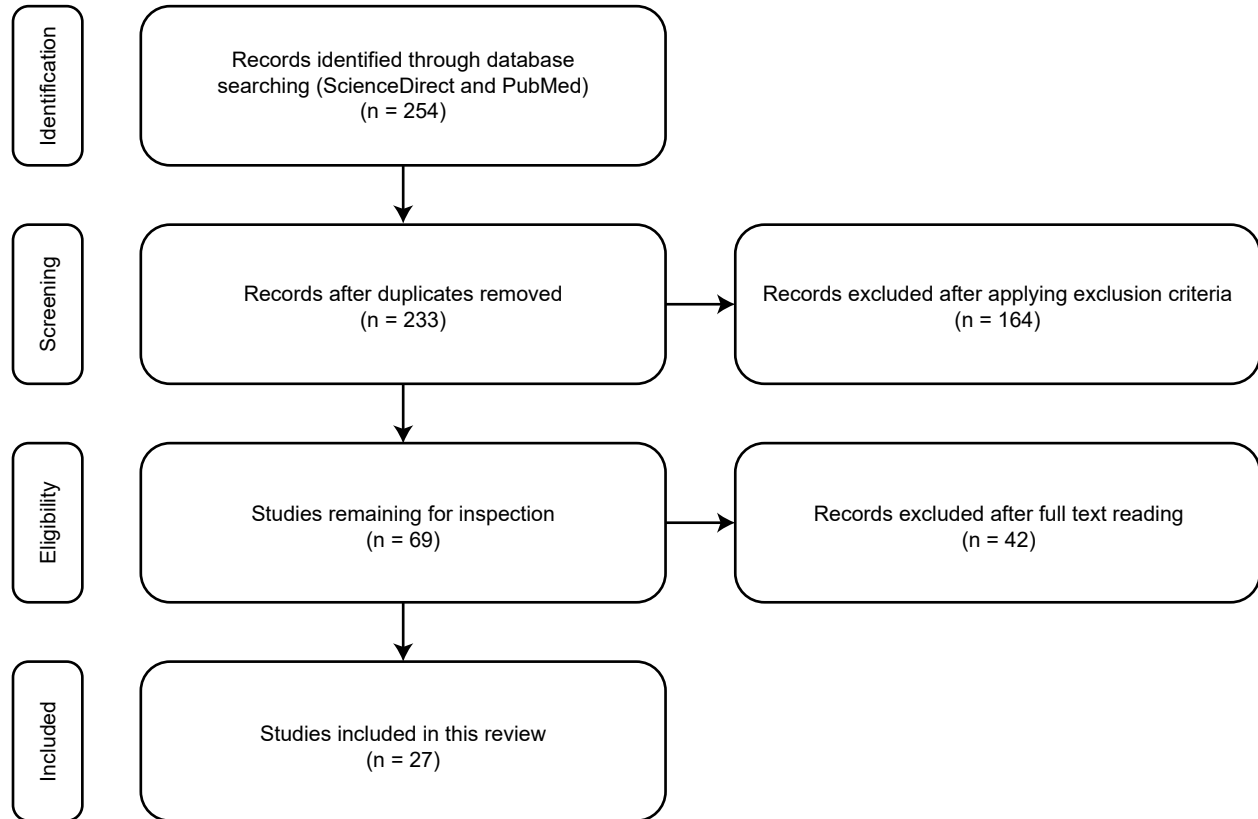 Identification
Records identified through database
searching (ScienceDirect and PubMed)
(n = 254)
Screening
Records after duplicates removed
(n = 233)
Records excluded after applying exclusion criteria
(n = 164)
Eligibility
Studies remaining for inspection
(n = 69)
Records excluded after full text reading
(n = 42)
Included
Studies included in this review
(n = 27)